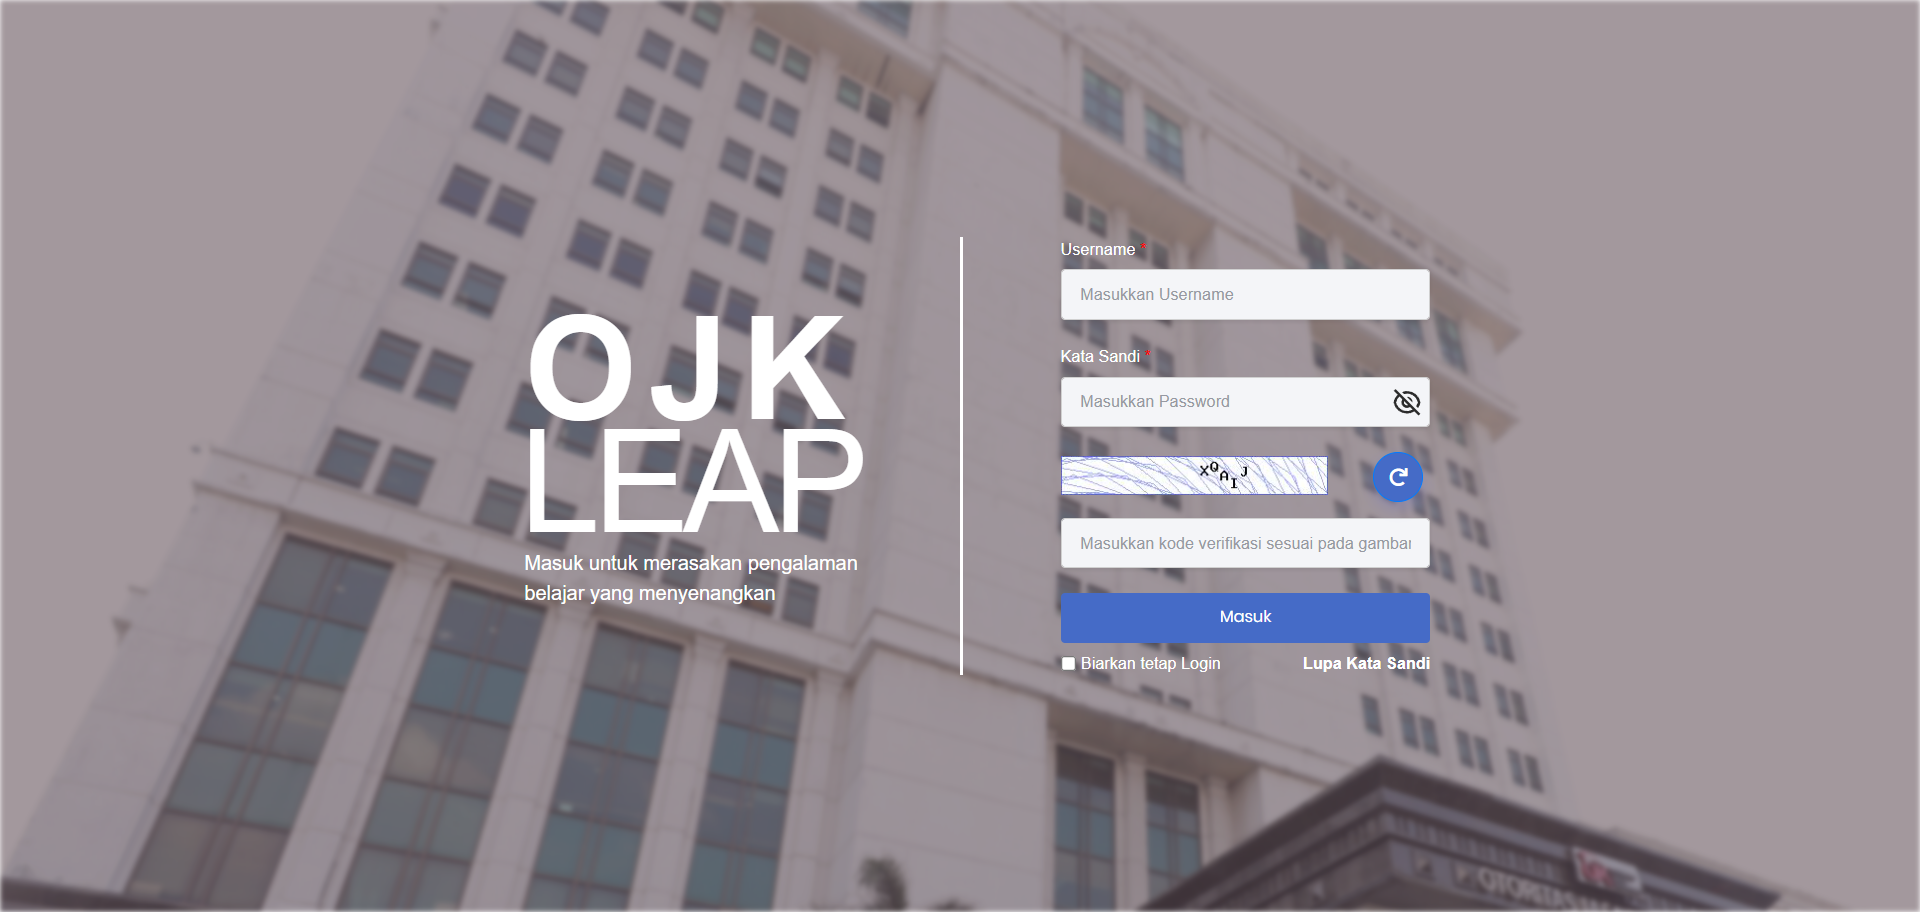 OJK
LEAP
Masuk untuk merasakan pengalaman
belajar yang menyenangkan
Username *
Masukkan Username
Kata Sandi *
Masukkan Password
XQAIJ
Masukkan kode verifikasi sesuai pada gambar
Masuk
Biarkan tetap Login
Lupa Kata Sandi
OTORITAS